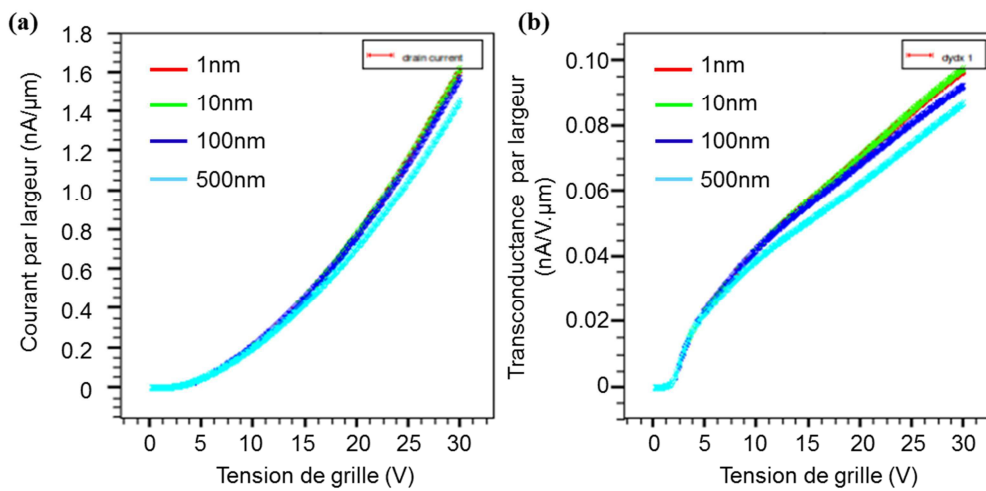 (a)
Courant par largeur (nA/µm)
1.8
1.6
1.4
1.2
1.0
0.8
0.6
0.4
0.2
0
drain current
1nm
10nm
100nm
500nm
0 5 10 15 20 25 30
Tension de grille (V)
(b)
Transconductance par largeur
(nA/V.µm)
0.10
0.08
0.06
0.04
0.02
0
dydx 1
1nm
10nm
100nm
500nm
0 5 10 15 20 25 30
Tension de grille (V)